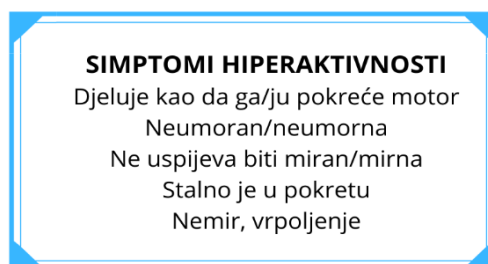 SIMPTOMI HIPERAKTIVNOSTI
Djeluje kao da ga/ju pokreće motor
Neumoran/neumorna
Ne uspijeva biti miran/mirna
Stalno je u pokretu
Nemir, vrpoljenje